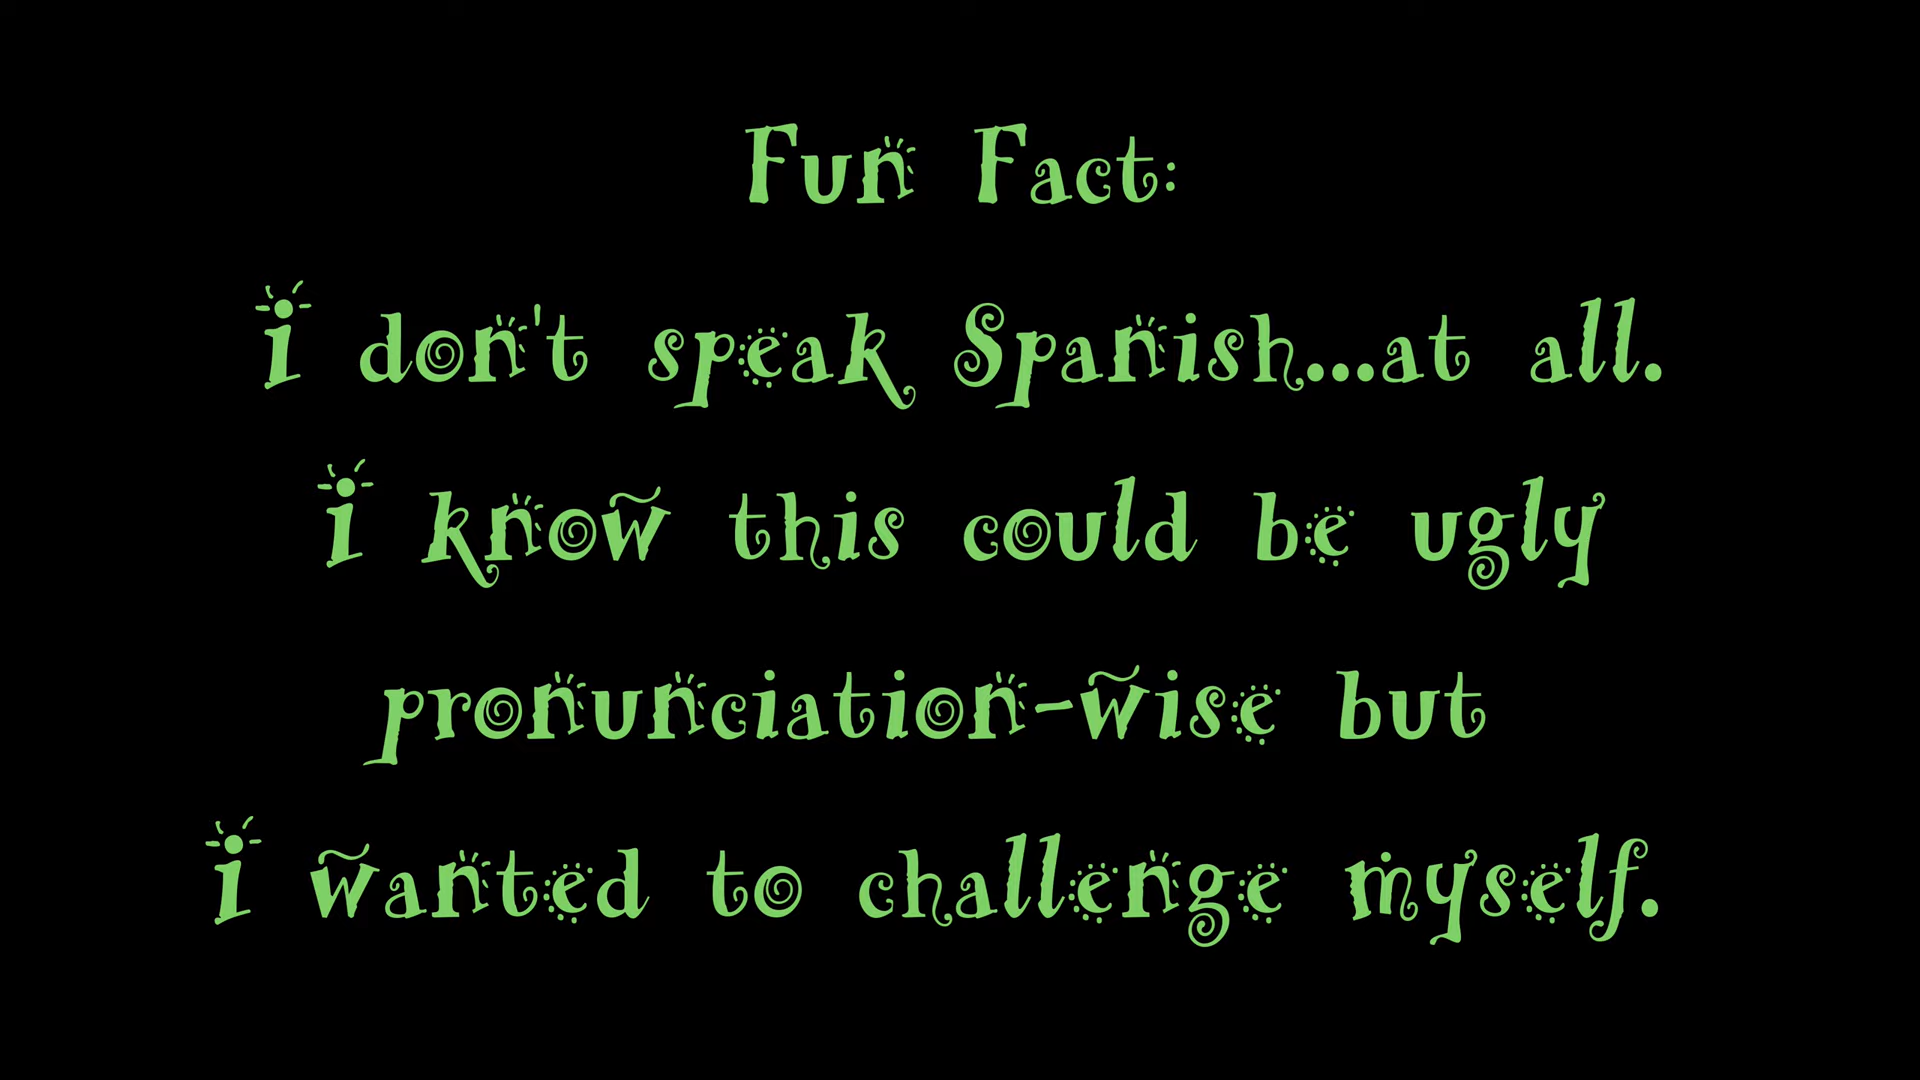 Fun Fact:
I don't speak Spanish...at all.
I know this could be ugly
pronunciation-wise but
I wanted to challenge myself.